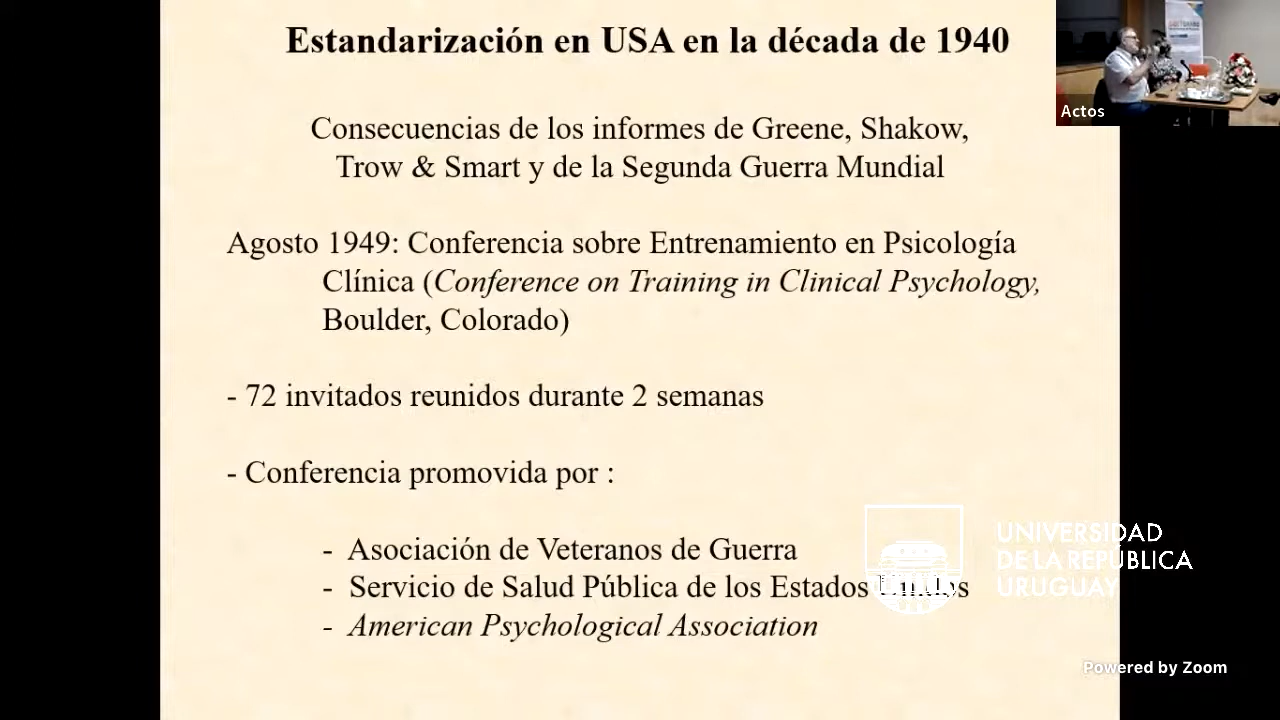 Estandarización en USA en la década de 1940
Consecuencias de los informes de Greene, Shakow,
Trow & Smart y de la Segunda Guerra Mundial
Agosto 1949: Conferencia sobre Entrenamiento en Psicología
Clínica (Conference on Training in Clinical Psychology,
Boulder, Colorado)
- 72 invitados reunidos durante 2 semanas
- Conferencia promovida por :
- Asociación de Veteranos de Guerra
- Servicio de Salud Pública de los Estados
- American Psychological Association
Actos
UNIVERSIDAD
DE LA REPÚBLICA
URUGUAY
Powered by Zoom